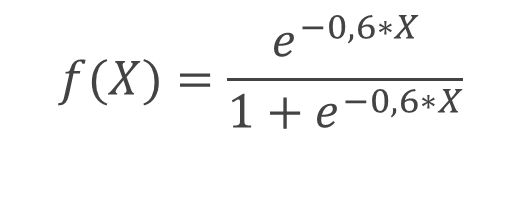 f(X) = e^{−0,6∗X} / (1 + e^{−0,6∗X})